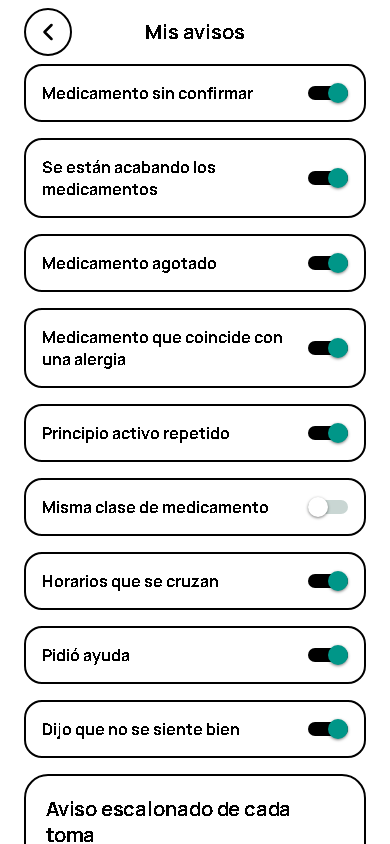 Mis avisos
Medicamento sin confirmar
Se están acabando los
medicamentos
Medicamento agotado
Medicamento que coincide con
una alergia
Principio activo repetido
Misma clase de medicamento
Horarios que se cruzan
Pidió ayuda
Dijo que no se siente bien
Aviso escalonado de cada
toma